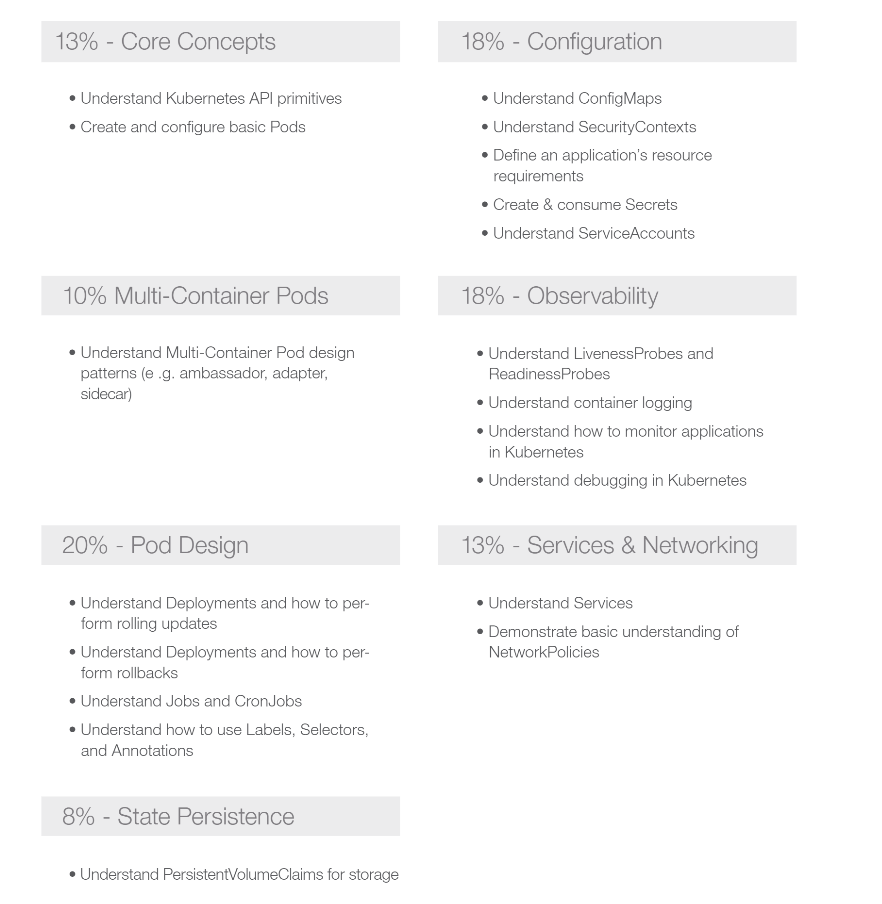 13% - Core Concepts
• Understand Kubernetes API primitives
• Create and configure basic Pods
18% - Configuration
• Understand ConfigMaps
• Understand SecurityContexts
• Define an application’s resource
requirements
• Create & consume Secrets
• Understand ServiceAccounts
10% Multi-Container Pods
• Understand Multi-Container Pod design
patterns (e .g. ambassador, adapter,
sidecar)
18% - Observability
• Understand LivenessProbes and
ReadinessProbes
• Understand container logging
• Understand how to monitor applications
in Kubernetes
• Understand debugging in Kubernetes
20% - Pod Design
• Understand Deployments and how to per-
form rolling updates
• Understand Deployments and how to per-
form rollbacks
• Understand Jobs and CronJobs
• Understand how to use Labels, Selectors,
and Annotations
13% - Services & Networking
• Understand Services
• Demonstrate basic understanding of
NetworkPolicies
8% - State Persistence
• Understand PersistentVolumeClaims for storage